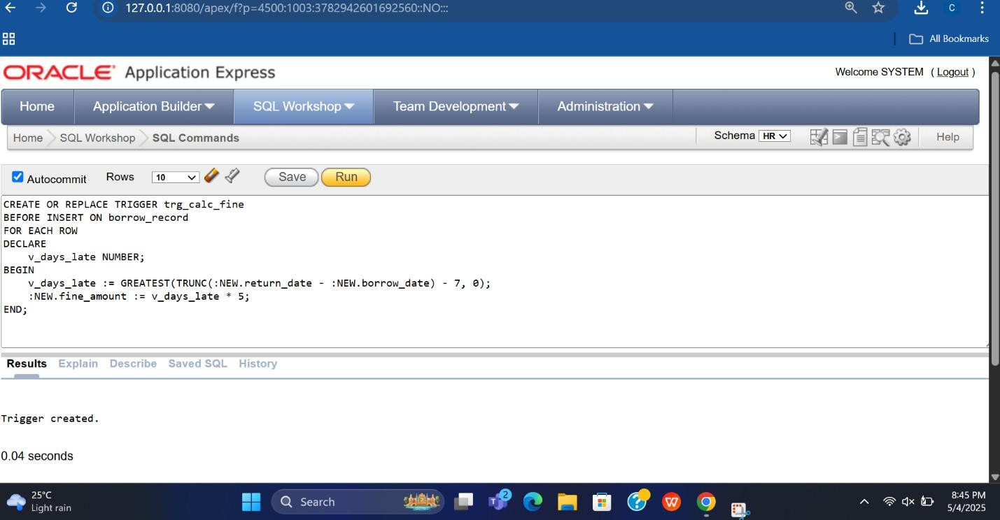 127.0.0.1:8080/apex/f?p=4500:1003:3782942601692560::NO:::
C
All Bookmarks
ORACLE Application Express
Welcome SYSTEM ( Logout )
Home Application Builder SQL Workshop Team Development Administration
Home SQL Workshop SQL Commands
Schema HR Help
Autocommit Rows 10 Save Run
CREATE OR REPLACE TRIGGER trg_calc_fine
BEFORE INSERT ON borrow_record
FOR EACH ROW
DECLARE
    v_days_late NUMBER;
BEGIN
    v_days_late := GREATEST(TRUNC(:NEW.return_date - :NEW.borrow_date) - 7, 0);
    :NEW.fine_amount := v_days_late * 5;
END;
Results Explain Describe Saved SQL History
Trigger created.
0.04 seconds
25°C
Light rain
Search
2
8:45 PM
5/4/2025